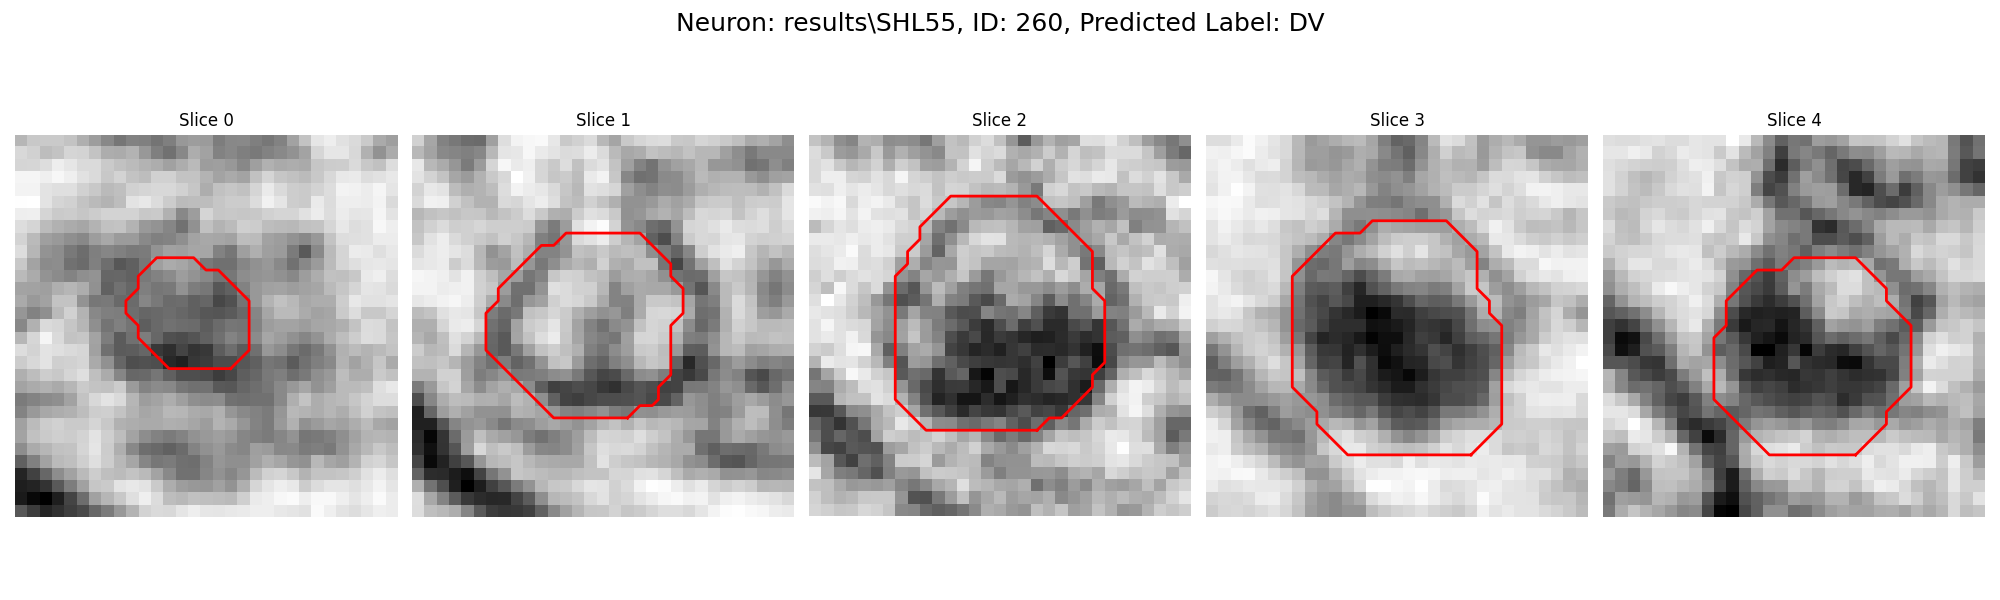 Neuron: results\SHL55, ID: 260, Predicted Label: DV
Slice 0
Slice 1
Slice 2
Slice 3
Slice 4